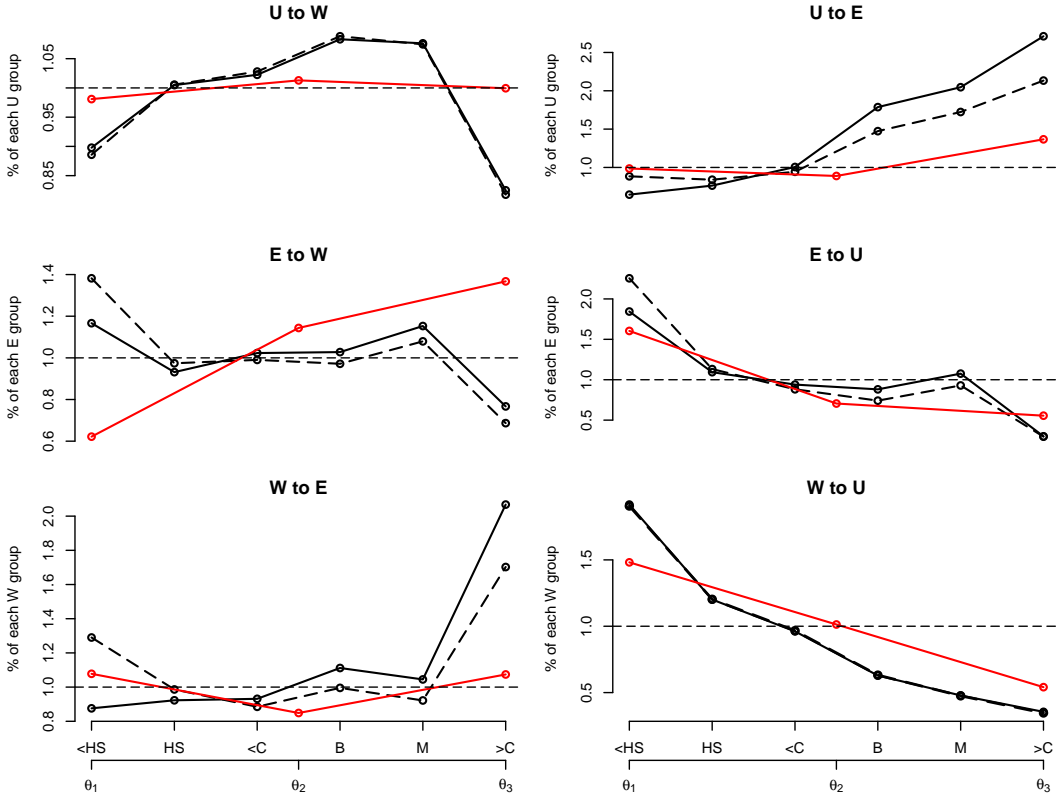 U to W
% of each U group
1.05
0.95
0.85
U to E
% of each U group
2.5
2.0
1.5
1.0
E to W
% of each E group
1.4
1.2
1.0
0.8
0.6
E to U
% of each E group
2.0
1.5
1.0
0.5
W to E
% of each W group
2.0
1.8
1.6
1.4
1.2
1.0
0.8
<HS HS <C B M >C
θ1 θ2 θ3
W to U
% of each W group
1.5
1.0
0.5
<HS HS <C B M >C
θ1 θ2 θ3